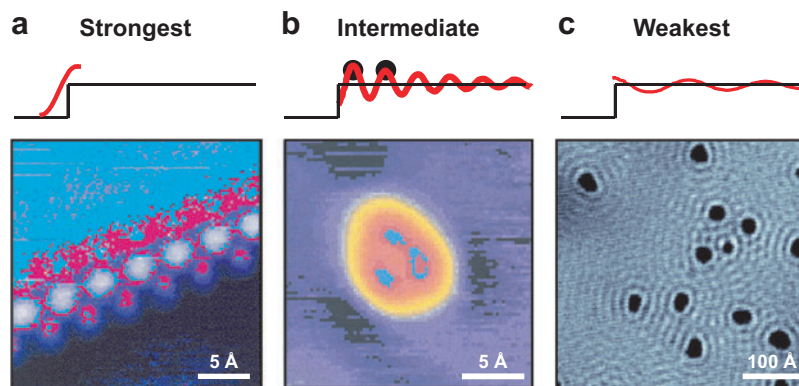 a Strongest
b Intermediate
c Weakest
5 Å
5 Å
100 Å